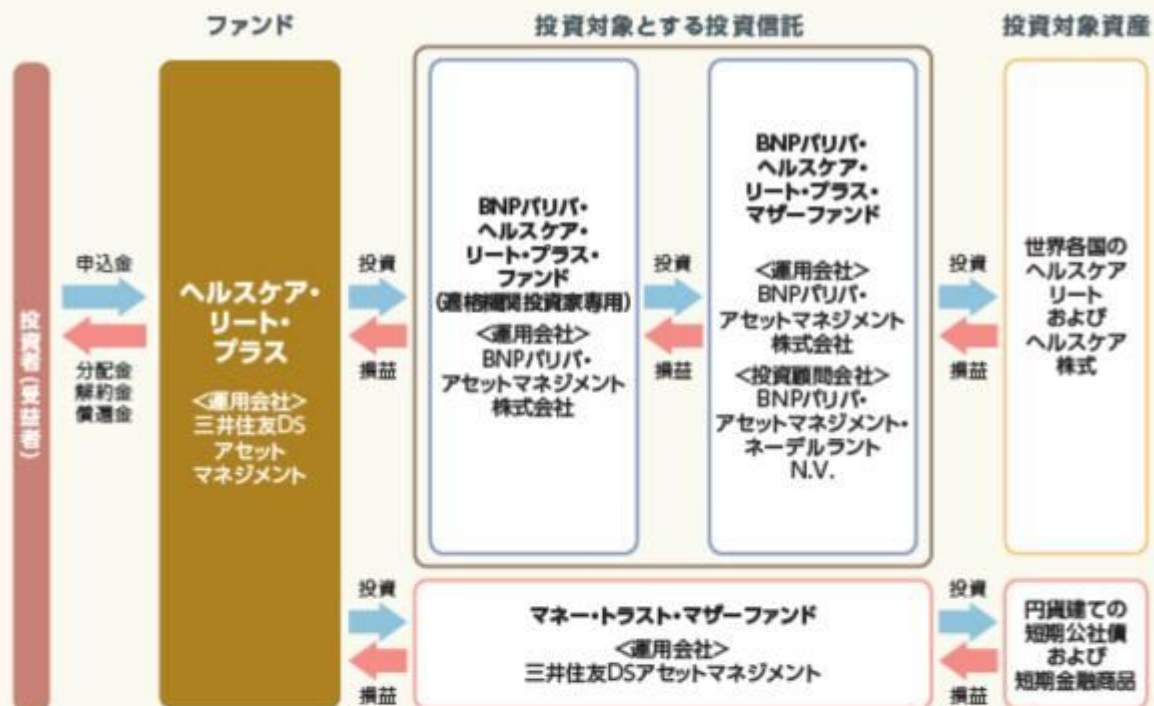 ファンド
投資対象とする投資信託
投資対象資産
投資者(受益者)
申込金
分配金
解約金
償還金
ヘルスケア・
リート・
プラス
<運用会社>
三井住友DS
アセット
マネジメント
投資
損益
BNPパリバ・
ヘルスケア・
リート・プラス・
ファンド
(適格機関投資家専用)
<運用会社>
BNPパリバ・
アセットマネジメント
株式会社
投資
損益
BNPパリバ・
ヘルスケア・
リート・プラス・
マザーファンド
<運用会社>
BNPパリバ・
アセットマネジメント
株式会社
<投資顧問会社>
BNPパリバ・
アセットマネジメント・
ネーデルラント
N.V.
投資
損益
世界各国の
ヘルスケア
リート
および
ヘルスケア
株式
投資
損益
マネー・トラスト・マザーファンド
<運用会社>
三井住友DSアセットマネジメント
投資
損益
円貨建ての
短期公社債
および
短期金融商品